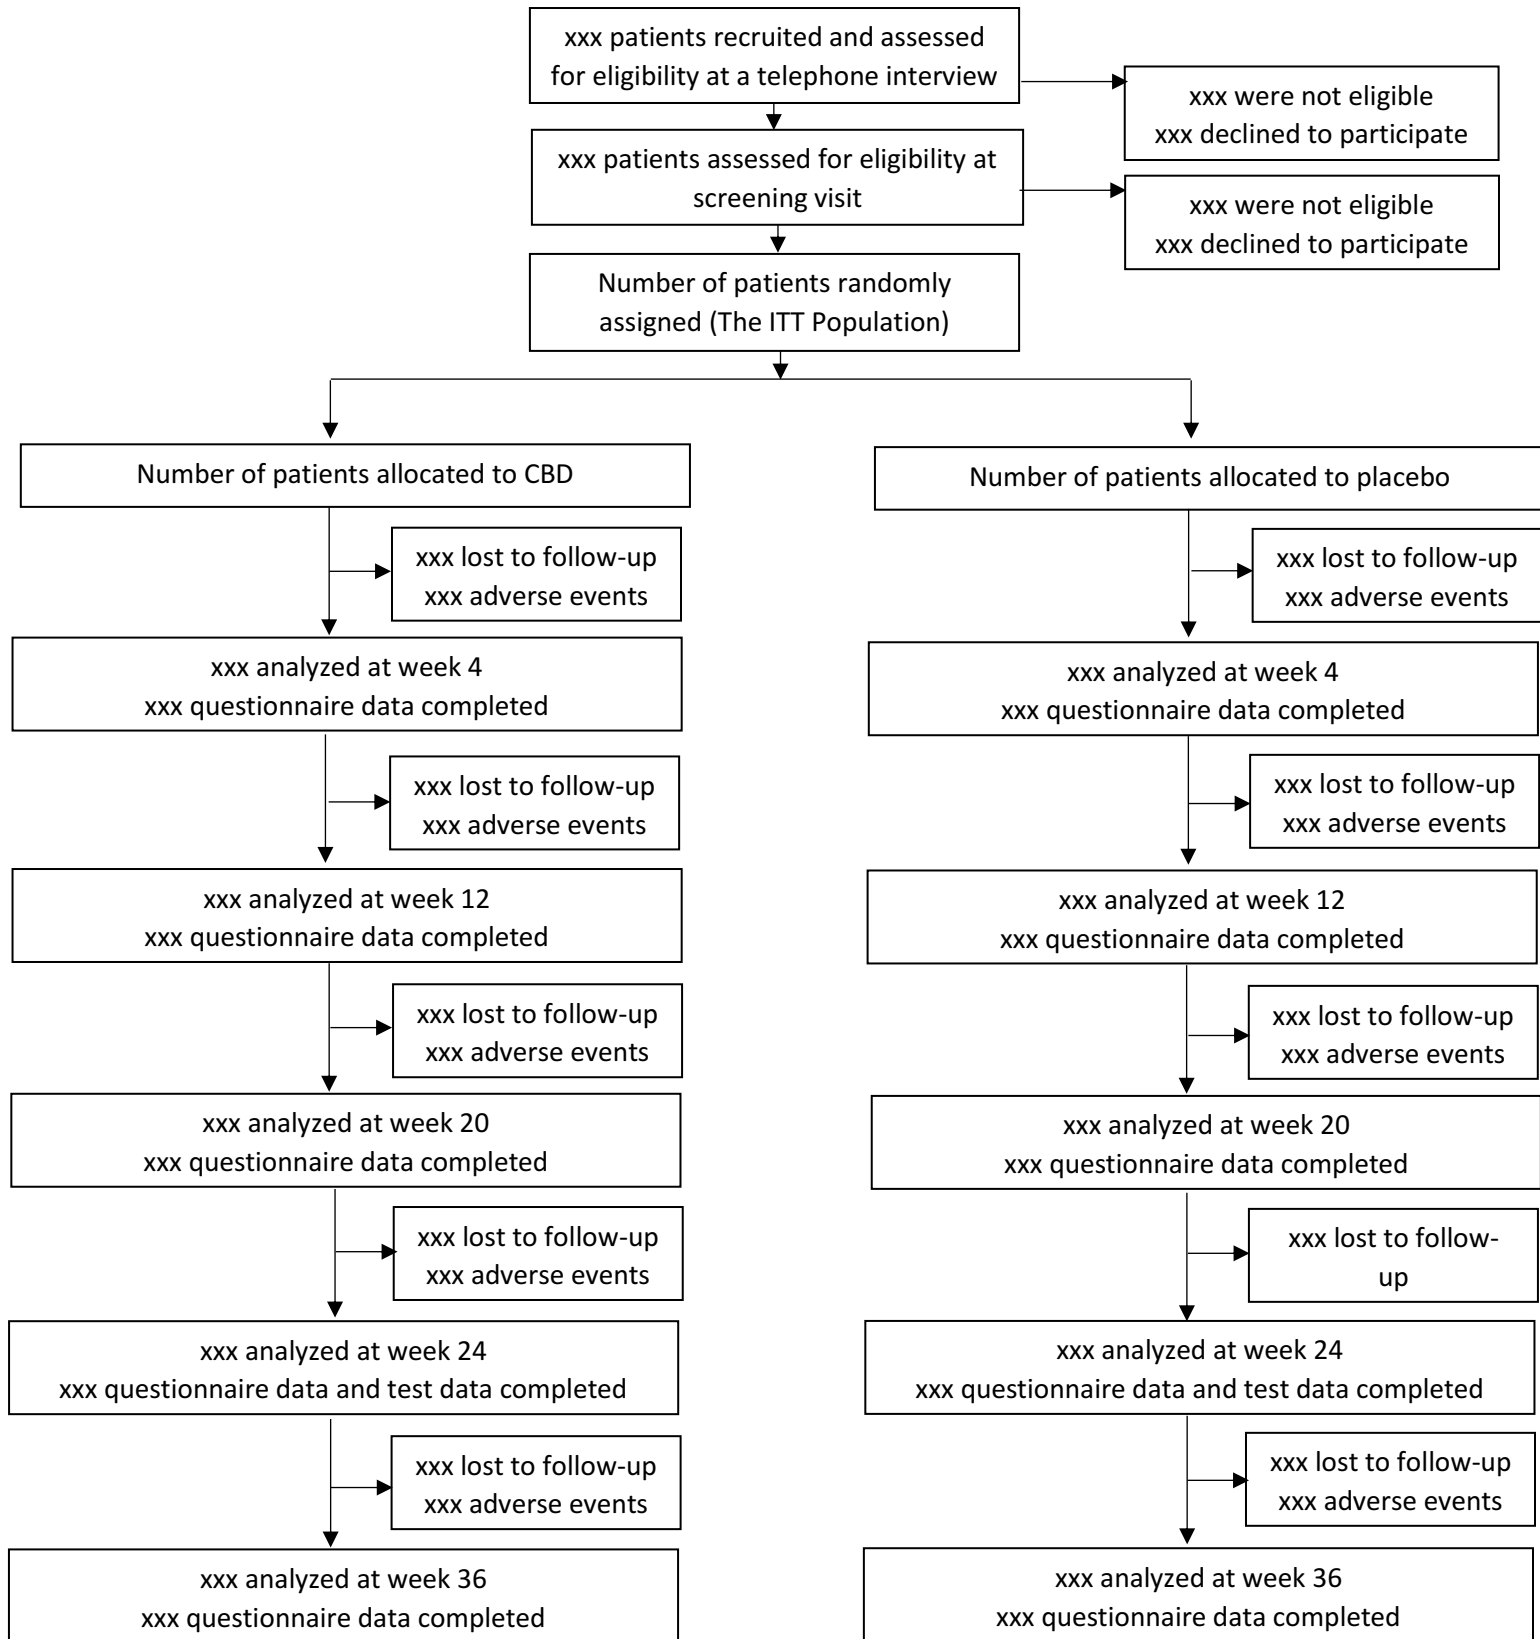 xxx patients recruited and assessed
for eligibility at a telephone interview
xxx were not eligible
xxx declined to participate
xxx patients assessed for eligibility at
screening visit
xxx were not eligible
xxx declined to participate
Number of patients randomly
assigned (The ITT Population)
Number of patients allocated to CBD
Number of patients allocated to placebo
xxx lost to follow-up
xxx adverse events
xxx lost to follow-up
xxx adverse events
xxx analyzed at week 4
xxx questionnaire data completed
xxx analyzed at week 4
xxx questionnaire data completed
xxx lost to follow-up
xxx adverse events
xxx lost to follow-up
xxx adverse events
xxx analyzed at week 12
xxx questionnaire data completed
xxx analyzed at week 12
xxx questionnaire data completed
xxx lost to follow-up
xxx adverse events
xxx lost to follow-up
xxx adverse events
xxx analyzed at week 20
xxx questionnaire data completed
xxx analyzed at week 20
xxx questionnaire data completed
xxx lost to follow-up
xxx adverse events
xxx lost to follow-
up
xxx analyzed at week 24
xxx questionnaire data and test data completed
xxx analyzed at week 24
xxx questionnaire data and test data completed
xxx lost to follow-up
xxx adverse events
xxx lost to follow-up
xxx adverse events
xxx analyzed at week 36
xxx questionnaire data completed
xxx analyzed at week 36
xxx questionnaire data completed